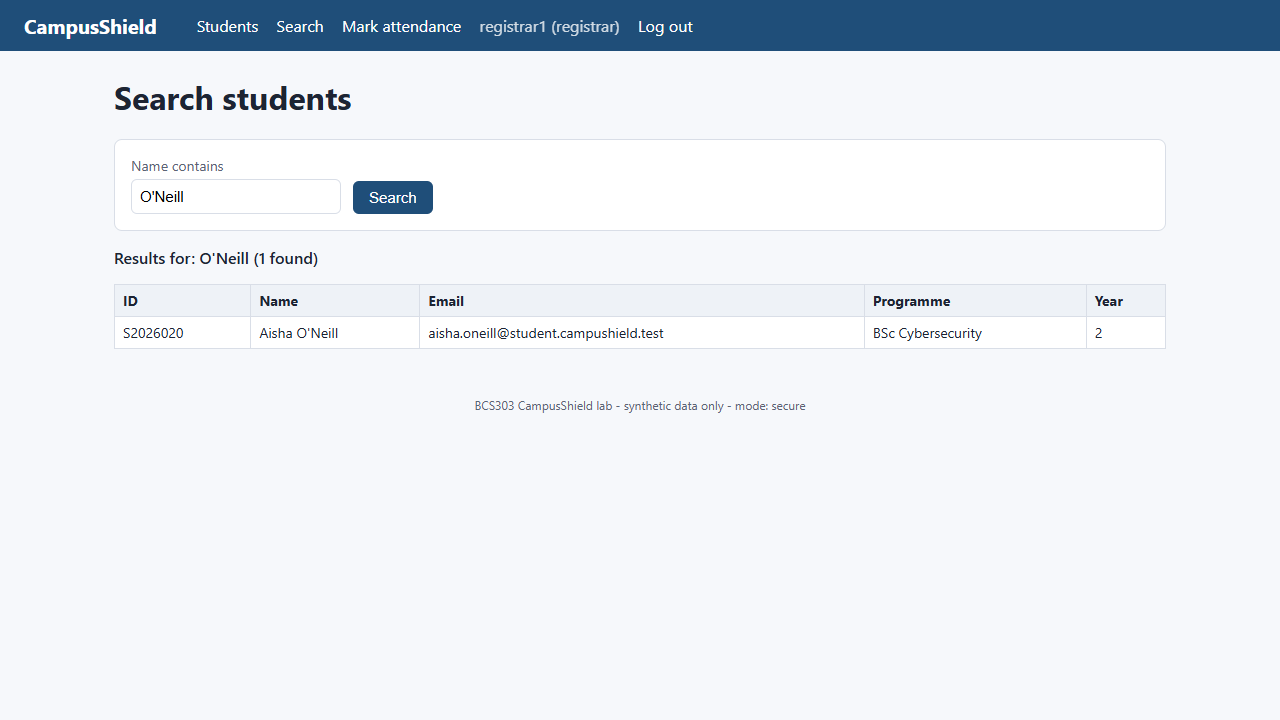 CampusShield Students Search Mark attendance registrar1 (registrar) Log out
Search students
Name contains
O'Neill Search
Results for: O'Neill (1 found)
ID Name Email Programme Year
S2026020 Aisha O'Neill aisha.oneill@student.campushield.test BSc Cybersecurity 2
BCS303 CampusShield lab - synthetic data only - mode: secure